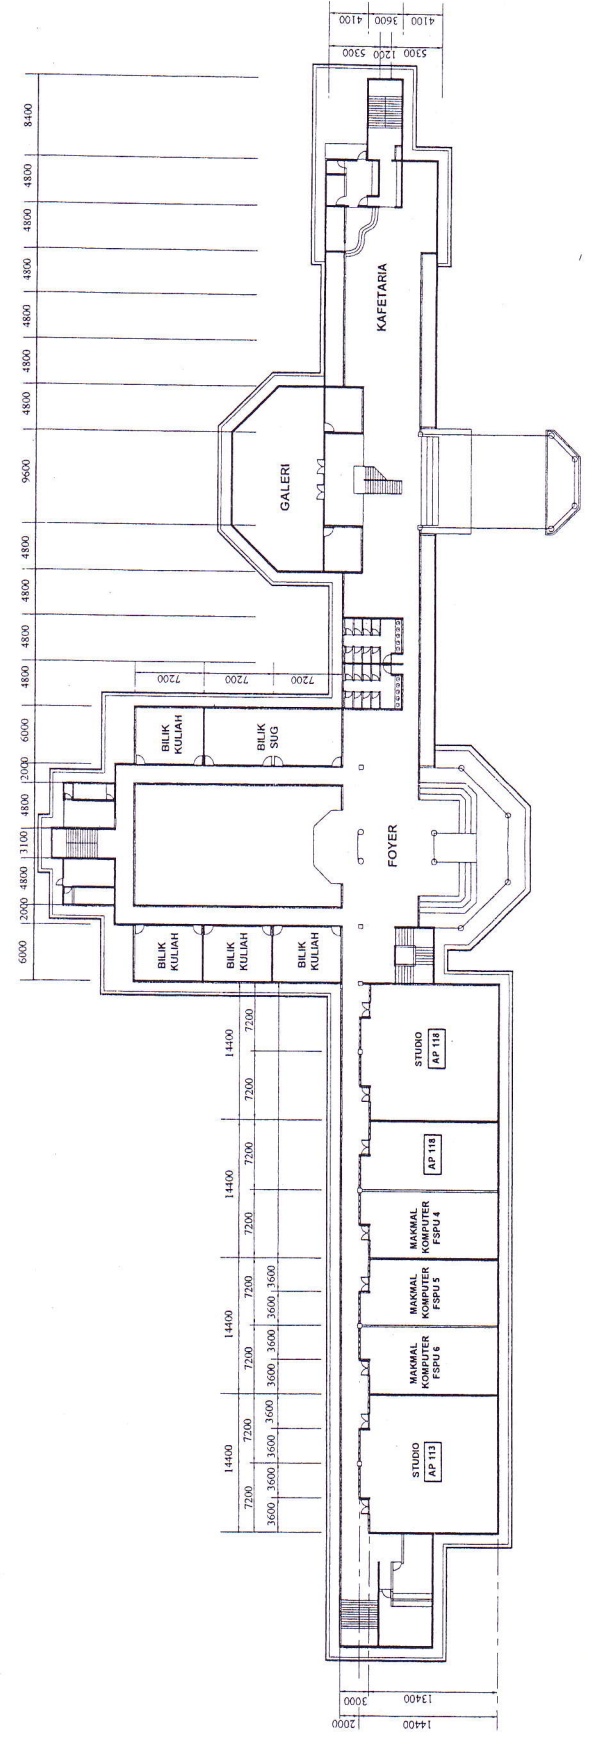 4100 3600 4100
5300 1200 5300
8400
4800
4800
4800
4800
4800
4800
9600
4800
4800
4800
4800
6000
2000
4800
3100
4800
2000
6000
KAFETARIA
GALERI
7200 7200 7200
BILIK
KULIAH
BILIK
SUG
FOYER
BILIK
KULIAH
BILIK
KULIAH
BILIK
KULIAH
14400
14400
14400
14400
7200
7200
7200
7200
7200
7200
7200
7200
3600
3600
3600
3600
3600
3600
3600
3600
STUDIO
AP 118
AP 118
MAKMAL
KOMPUTER
FSPU 4
MAKMAL
KOMPUTER
FSPU 5
MAKMAL
KOMPUTER
FSPU 6
STUDIO
AP 113
3000 13400
2000 14400